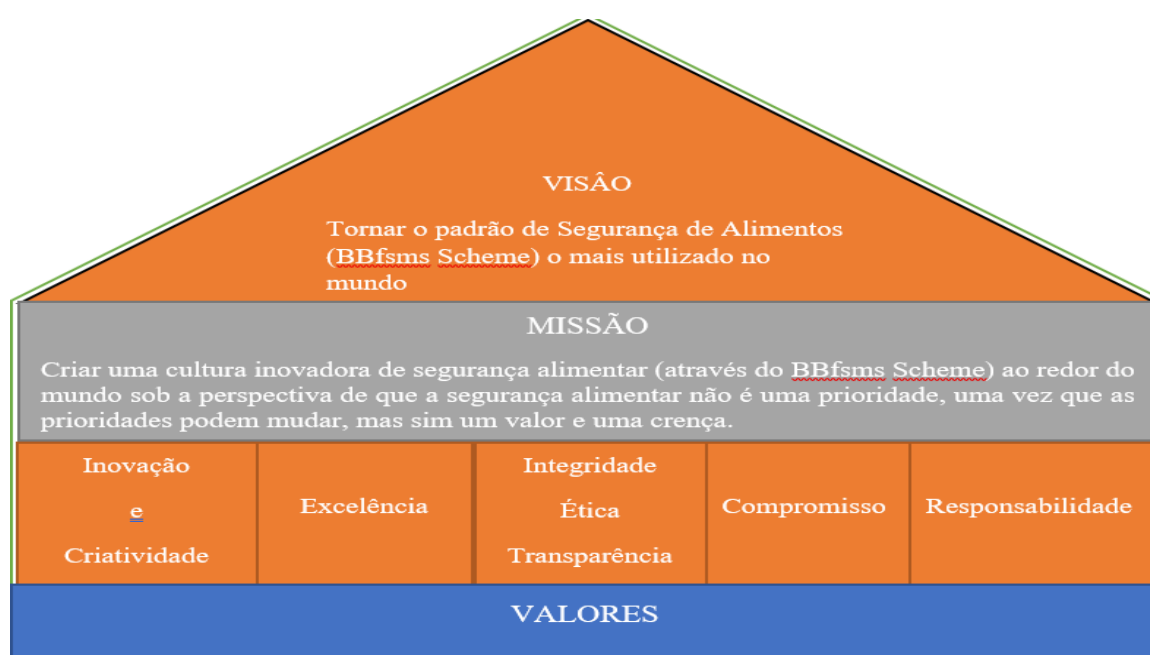 VISÂO
Tornar o padrão de Segurança de Alimentos
(BBfsms Scheme) o mais utilizado no
mundo
MISSÃO
Criar uma cultura inovadora de segurança alimentar (através do BBfsms Scheme) ao redor do
mundo sob a perspectiva de que a segurança alimentar não é uma prioridade, uma vez que as
prioridades podem mudar, mas sim um valor e uma crença.
Inovação
e
Criatividade
Excelência
Integridade
Ética
Transparência
Compromisso
Responsabilidade
VALORES